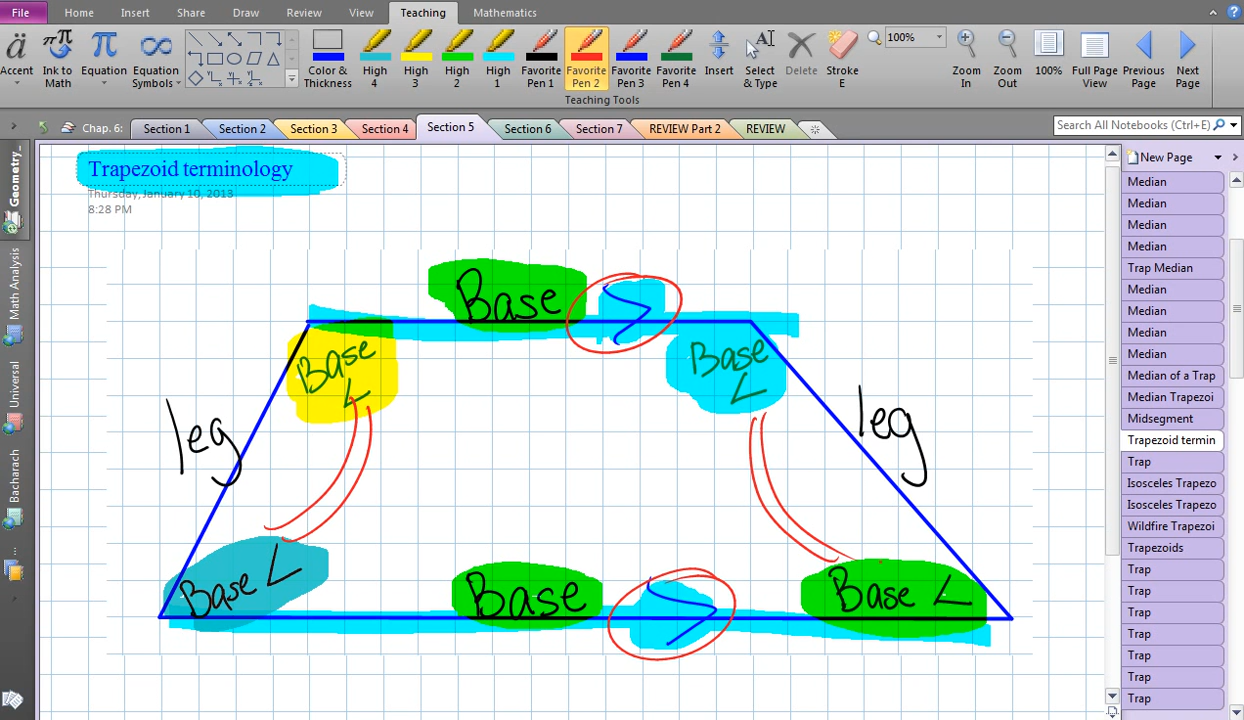 File Home Insert Share Draw Review View Teaching Mathematics
Accent Ink to Math Equation Equation Symbols Color & Thickness High 4 High 3 High 2 High 1 Favorite Pen 1 Favorite Pen 2 Favorite Pen 3 Favorite Pen 4 Insert Select & Type Delete Stroke E 100% Zoom In Zoom Out 100% Full Page View Previous Page Next Page
Teaching Tools
Chap. 6: Section 1 Section 2 Section 3 Section 4 Section 5 Section 6 Section 7 REVIEW Part 2 REVIEW Search All Notebooks (Ctrl+E)
Trapezoid terminology
Thursday, January 10, 2013
8:28 PM
Base
Base ∠
Base ∠
leg
leg
Base ∠
Base
Base ∠
Geometry_
Math Analysis
Universal
Bacharach
New Page
Median
Median
Median
Median
Trap Median
Median
Median
Median
Median
Median of a Trap
Median Trapezoi
Midsegment
Trapezoid termin
Trap
Isosceles Trapezo
Isosceles Trapezo
Wildfire Trapezoi
Trapezoids
Trap
Trap
Trap
Trap
Trap
Trap
Trap